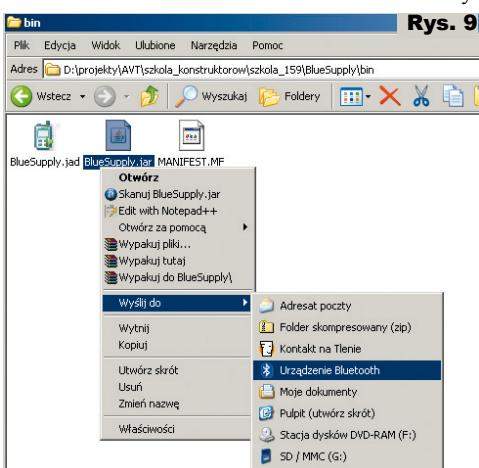 bin
Rys. 9
Plik Edycja Widok Ulubione Narzędzia Pomoc
Adres D:\projekty\AVT\szkola_konstruktorow\szkola_159\BlueSupply\bin
Wstecz Wyszukaj Foldery
BlueSupply.jad BlueSupply.jar MANIFEST.MF
Otwórz
Skanuj BlueSupply.jar
Edit with Notepad++
Otwórz za pomocą
Wypakuj pliki...
Wypakuj tutaj
Wypakuj do BlueSupply\
Wyślij do
Wytnij
Kopiuj
Utwórz skrót
Usuń
Zmień nazwę
Właściwości
Adresat poczty
Folder skompresowany (zip)
Kontakt na Tlenie
Urządzenie Bluetooth
Moje dokumenty
Pulpit (utwórz skrót)
Stacja dysków DVD-RAM (F:)
SD / MMC (G:)